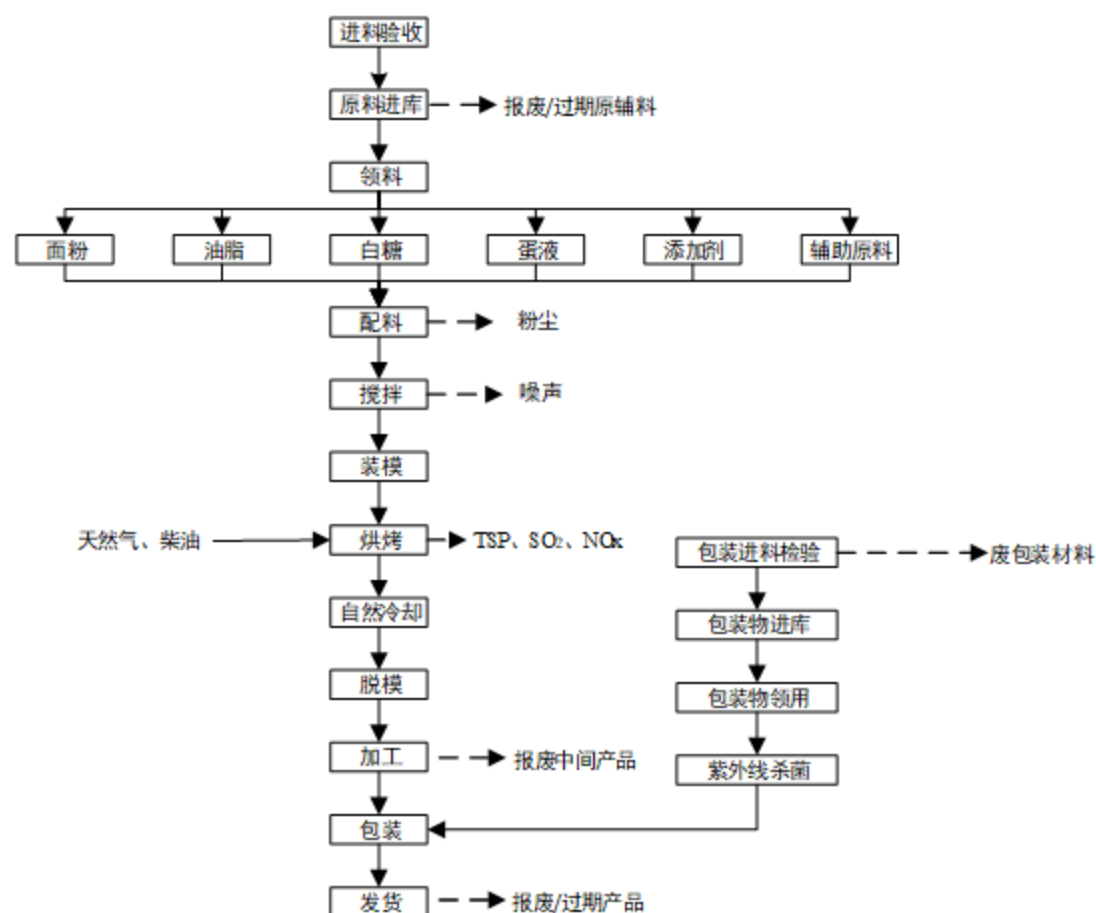 进料验收
原料进库
报废/过期原辅料
领料
面粉
油脂
白糖
蛋液
添加剂
辅助原料
配料
粉尘
搅拌
噪声
装模
天然气、柴油
烘烤
TSP、SO₂、NOx
包装进料检验
废包装材料
自然冷却
包装物进库
脱模
包装物领用
加工
报废中间产品
紫外线杀菌
包装
发货
报废/过期产品